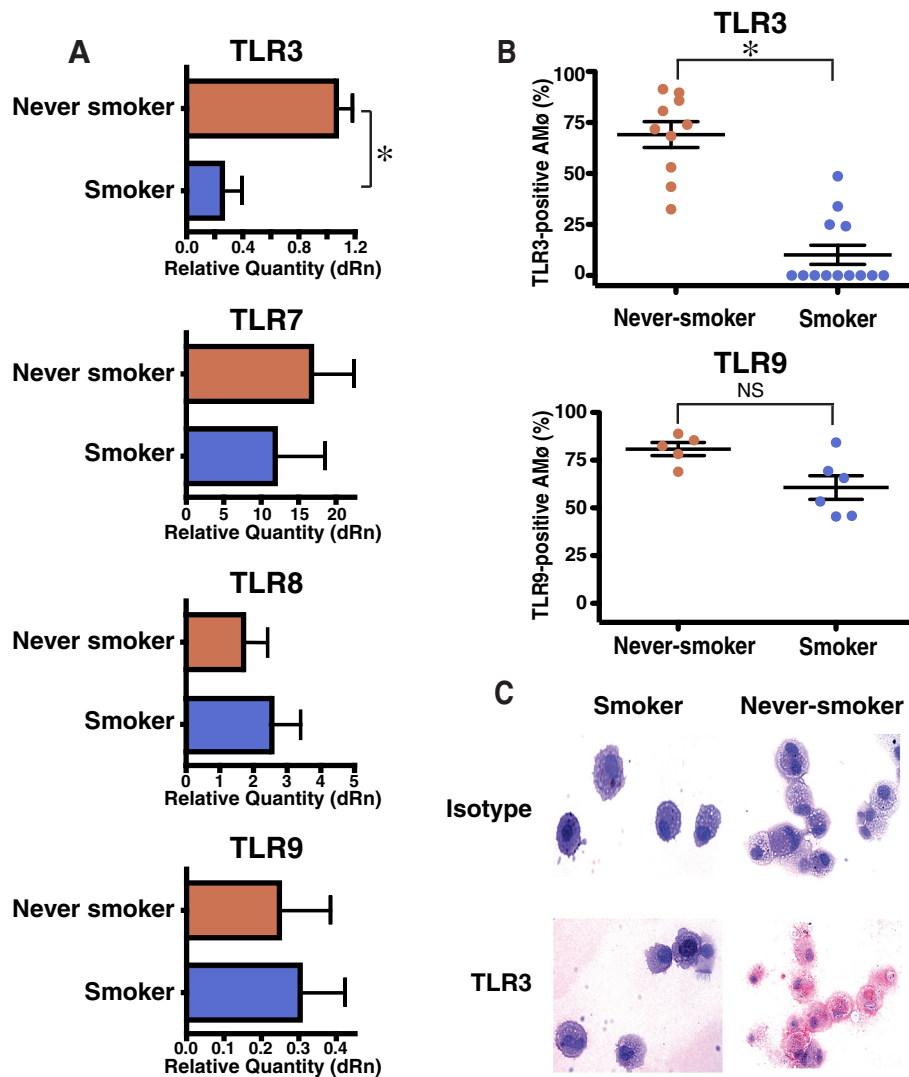 A
TLR3
Never smoker
Smoker
*
0.0 0.4 0.8 1.2
Relative Quantity (dRn)
TLR7
Never smoker
Smoker
0 5 10 15 20
Relative Quantity (dRn)
TLR8
Never smoker
Smoker
0 1 2 3 4 5
Relative Quantity (dRn)
TLR9
Never smoker
Smoker
0.0 0.1 0.2 0.3 0.4
Relative Quantity (dRn)
B
TLR3
*
TLR3-positive AMø (%)
100
75
50
25
0
Never-smoker Smoker
TLR9
NS
TLR9-positive AMø (%)
100
75
50
25
0
Never-smoker Smoker
C
Smoker Never-smoker
Isotype
TLR3